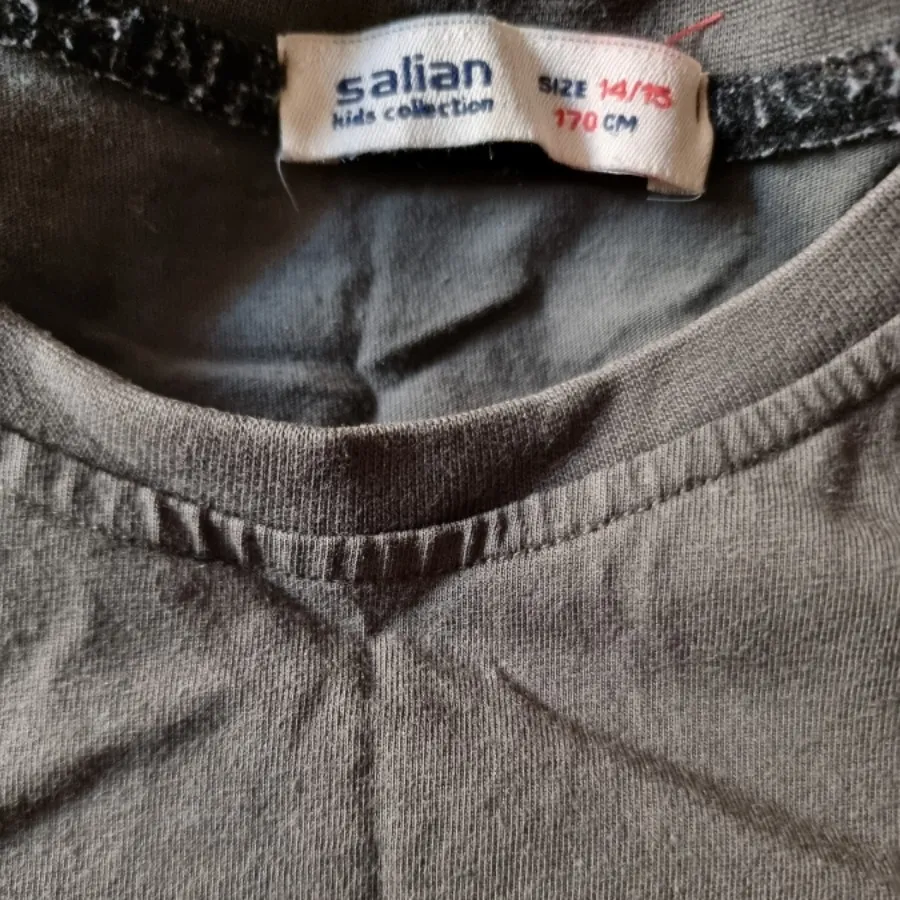 salian
kids collection
SIZE 14/15
170 CM